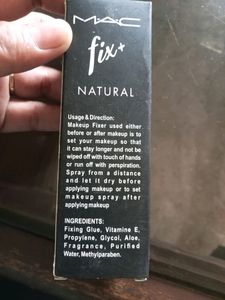 MAC
fix+
NATURAL
Usage & Direction:
Makeup Fixer used either
before or after makeup is to
set your makeup so that
it can stay longer and not be
wiped off with touch of hands
or run off with perspiration.
Spray from a distance
and let it dry before
applying makeup or to set
makeup spray after
applying makeup
INGREDIENTS:
Fixing Glue, Vitamine E,
Propylene, Glycol, Aloe,
Fragrance, Purified
Water, Methylparaben.